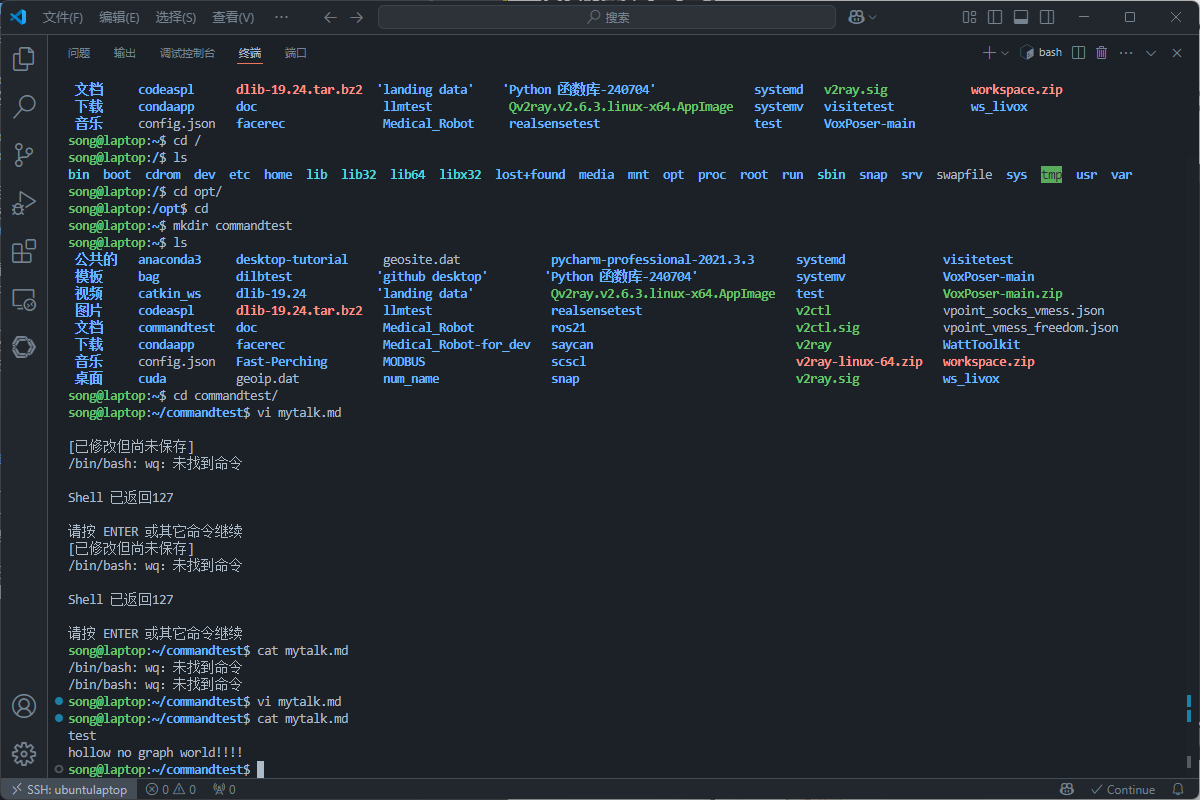 文件(F) 编辑(E) 选择(S) 查看(V) ··· 搜索
问题 输出 调试控制台 终端 端口 bash
文档 codeaspl dlib-19.24.tar.bz2 'landing data' 'Python 函数库-240704' systemd v2ray.sig workspace.zip
下载 condaapp doc llmtest Qv2ray.v2.6.3.linux-x64.AppImage systemv visitetest ws_livox
音乐 config.json facerec Medical_Robot realsensetest test VoxPoser-main
song@laptop:~$ cd /
song@laptop:/$ ls
bin boot cdrom dev etc home lib lib32 lib64 libx32 lost+found media mnt opt proc root run sbin snap srv swapfile sys tmp usr var
song@laptop:/$ cd opt/
song@laptop:/opt$ cd
song@laptop:~$ mkdir commandtest
song@laptop:~$ ls
公共的 anaconda3 desktop-tutorial geosite.dat pycharm-professional-2021.3.3 systemd visitetest
模板 bag dilbtest 'github desktop' 'Python 函数库-240704' systemv VoxPoser-main
视频 catkin_ws dlib-19.24 'landing data' Qv2ray.v2.6.3.linux-x64.AppImage test VoxPoser-main.zip
图片 codeaspl dlib-19.24.tar.bz2 llmtest realsensetest v2ctl vpoint_socks_vmess.json
文档 commandtest doc Medical_Robot ros21 v2ctl.sig vpoint_vmess_freedom.json
下载 condaapp facerec Medical_Robot-for_dev saycan v2ray WattToolkit
音乐 config.json Fast-Perching MODBUS scscl v2ray-linux-64.zip workspace.zip
桌面 cuda geoip.dat num_name snap v2ray.sig ws_livox
song@laptop:~$ cd commandtest/
song@laptop:~/commandtest$ vi mytalk.md
[已修改但尚未保存]
/bin/bash: wq: 未找到命令
Shell 已返回127
请按 ENTER 或其它命令继续
[已修改但尚未保存]
/bin/bash: wq: 未找到命令
Shell 已返回127
请按 ENTER 或其它命令继续
song@laptop:~/commandtest$ cat mytalk.md
/bin/bash: wq: 未找到命令
/bin/bash: wq: 未找到命令
song@laptop:~/commandtest$ vi mytalk.md
song@laptop:~/commandtest$ cat mytalk.md
test
hollow no graph world!!!!
song@laptop:~/commandtest$
SSH: ubuntulaptop 0 0 0 Continue